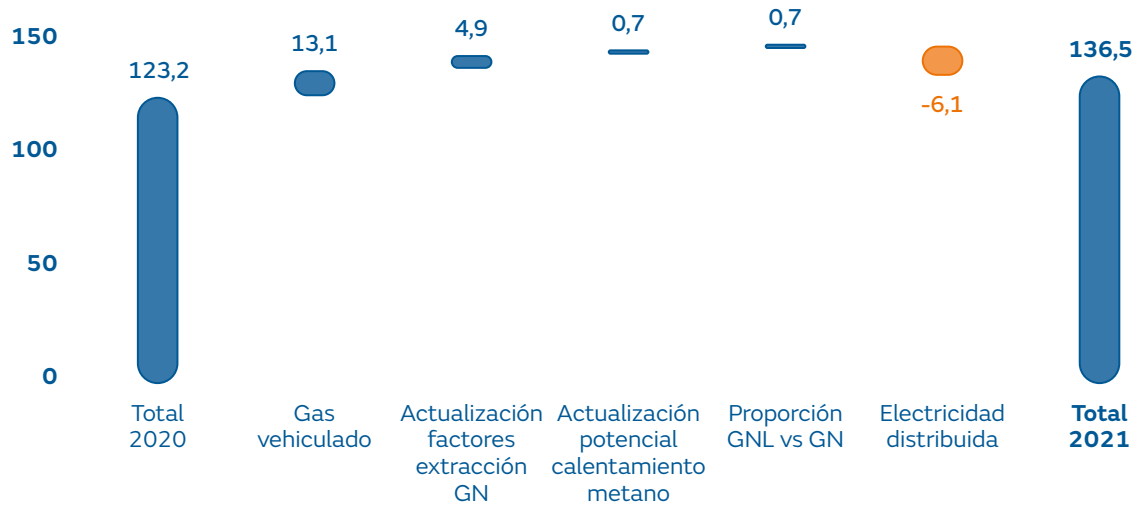 150
100
50
0
123,2
13,1
4,9
0,7
0,7
-6,1
136,5
Total
2020
Gas
vehiculado
Actualización
factores
extracción
GN
Actualización
potencial
calentamiento
metano
Proporción
GNL vs GN
Electricidad
distribuida
Total
2021